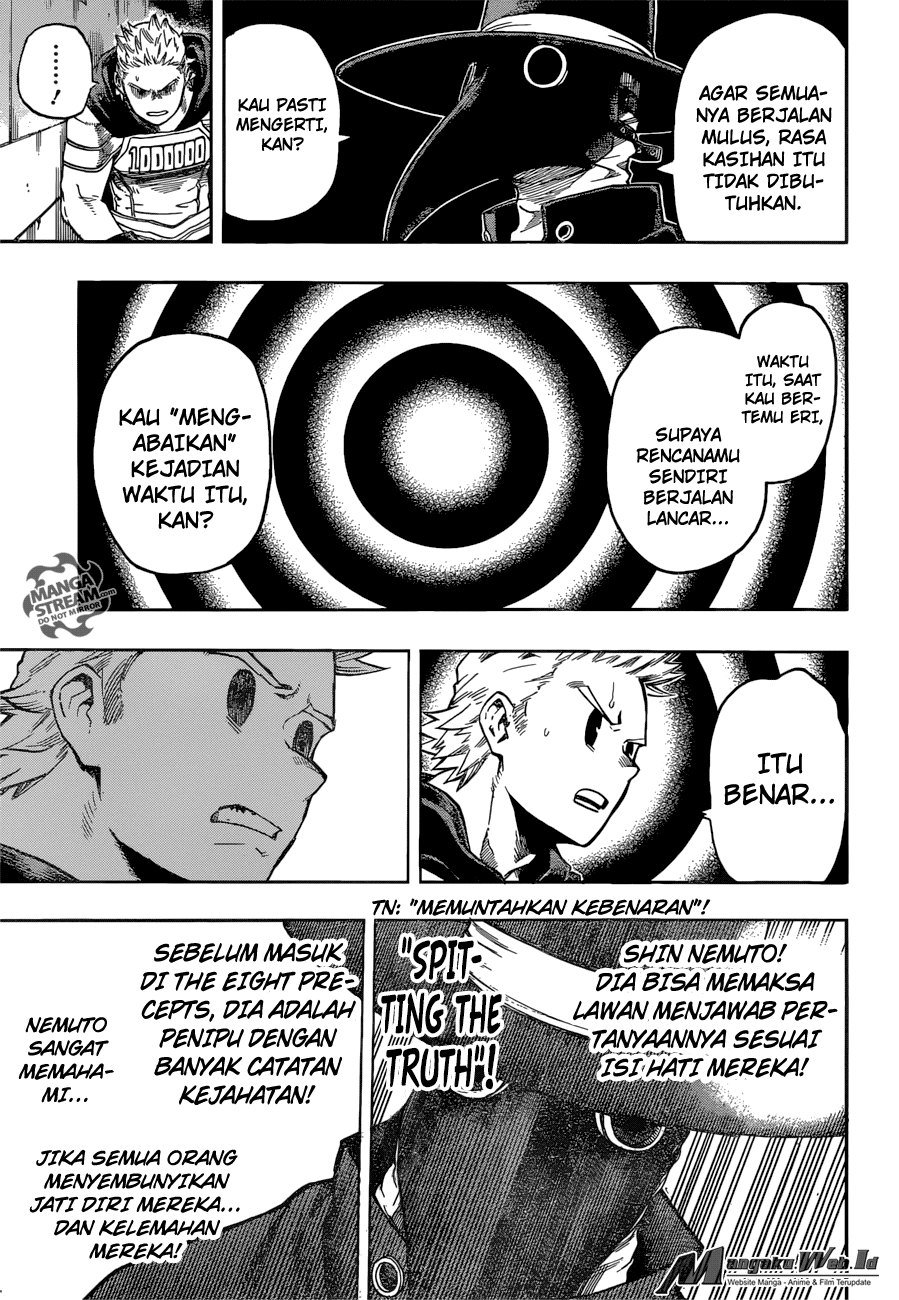 AGAR SEMUA-
NYA BERJALAN
MULUS, RASA
KASIHAN ITU
TIDAK DIBU-
TUHKAN.
KAU PASTI
MENGERTI,
KAN?
.......
1000000
WAKTU
ITU, SAAT
KAU BER-
TEMU ERI,
SUPAYA
RENCANAMU
SENDIRI
BERJALAN
LANCAR...
KAU "MENG-
ABAIKAN"
KEJADIAN
WAKTU ITU,
KAN?
MANGA
STREAM.COM
DO NOT MIRROR
ITU
BENAR...
TN: "MEMUNTAHKAN KEBENARAN"!
SHIN NEMUTO!
DIA BISA MEMAKSA
LAWAN MENJAWAB PER-
TANYAANNYA SESUAI
ISI HATI MEREKA!
"SPIT-
TING THE
TRUTH"!
SEBELUM MASUK
DI THE EIGHT PRE-
CEPTS, DIA ADALAH
PENIPU DENGAN
BANYAK CATATAN
KEJAHATAN!
NEMUTO
SANGAT
MEMAHA-
MI...
JIKA SEMUA ORANG
MENYEMBUNYIKAN
JATI DIRI MEREKA...
DAN KELEMAHAN
MEREKA!
MangakuWeb.Id
Website Manga - Anime & Film Terupdate